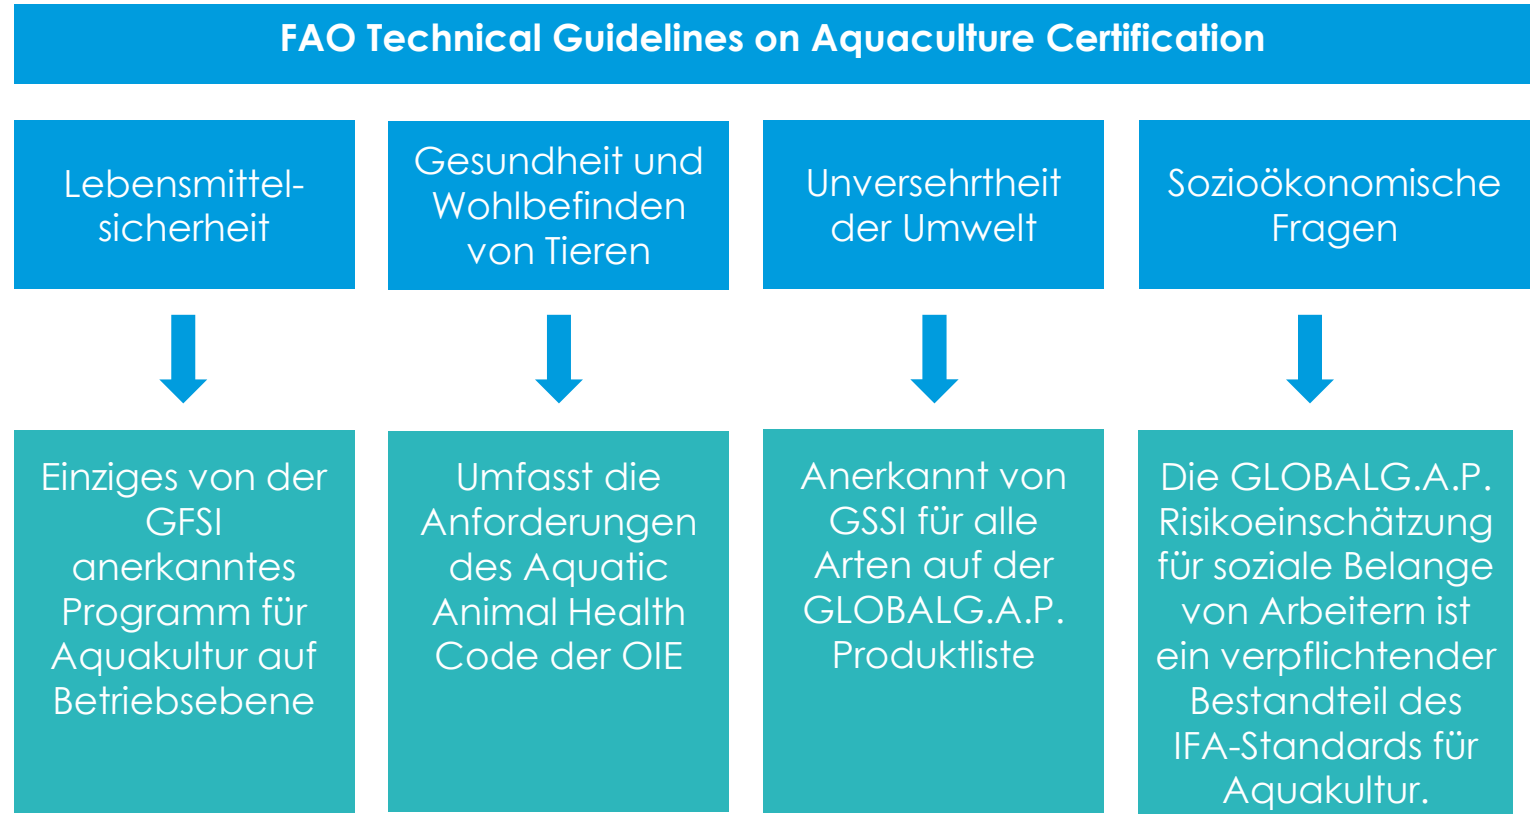 FAO Technical Guidelines on Aquaculture Certification
Lebensmittel-
sicherheit
Gesundheit und
Wohlbefinden
von Tieren
Unversehrtheit
der Umwelt
Sozioökonomische
Fragen
Einziges von der
GFSI
anerkanntes
Programm für
Aquakultur auf
Betriebsebene
Umfasst die
Anforderungen
des Aquatic
Animal Health
Code der OIE
Anerkannt von
GSSI für alle
Arten auf der
GLOBALG.A.P.
Produktliste
Die GLOBALG.A.P.
Risikoeinschätzung
für soziale Belange
von Arbeitern ist
ein verpflichtender
Bestandteil des
IFA-Standards für
Aquakultur.